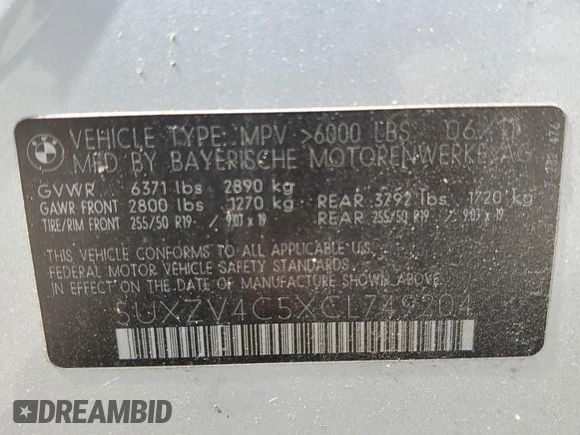 BMW
VEHICLE TYPE: MPV >6000 LBS 06
MFD BY BAYERISCHE MOTORENWERKE AG
GVWR 6371 lbs 2890 kg
GAWR FRONT 2800 lbs 1270 kg REAR 3792 lbs. 1720 kg
TIRE/RIM FRONT 255/50 R19 / 9.0J x 19 REAR 255/50 R19 / 9.0J x 19
THIS VEHICLE CONFORMS TO ALL APPLICABLE U.S.
FEDERAL MOTOR VEHICLE SAFETY STANDARDS IN EFFECT ON THE
DATE OF MANUFACTURE SHOWN ABOVE.
5UXZV4C5XCL749204
DREAMBID